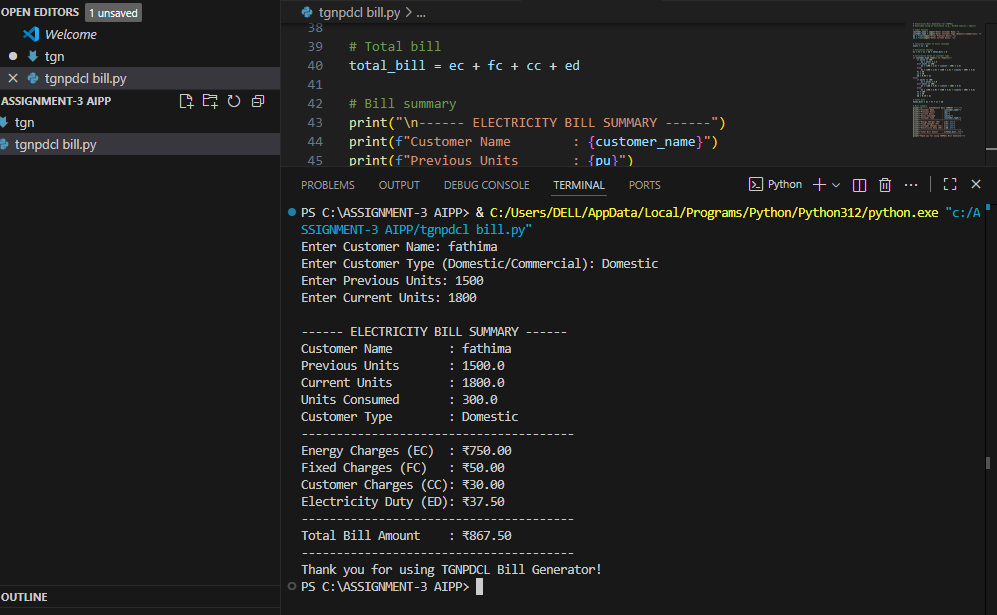 OPEN EDITORS 1 unsaved
Welcome
tgn
tgnpdcl bill.py
ASSIGNMENT-3 AIPP
tgn
tgnpdcl bill.py
OUTLINE
tgnpdcl bill.py > ...
38
39 # Total bill
40 total_bill = ec + fc + cc + ed
41
42 # Bill summary
43 print("\n------ ELECTRICITY BILL SUMMARY ------")
44 print(f"Customer Name        : {customer_name}")
45 print(f"Previous Units       : {pu}")
PROBLEMS OUTPUT DEBUG CONSOLE TERMINAL PORTS Python
PS C:\ASSIGNMENT-3 AIPP> & C:/Users/DELL/AppData/Local/Programs/Python/Python312/python.exe "c:/A
SSIGNMENT-3 AIPP/tgnpdcl bill.py"
Enter Customer Name: fathima
Enter Customer Type (Domestic/Commercial): Domestic
Enter Previous Units: 1500
Enter Current Units: 1800
------ ELECTRICITY BILL SUMMARY ------
Customer Name        : fathima
Previous Units       : 1500.0
Current Units        : 1800.0
Units Consumed       : 300.0
Customer Type        : Domestic
---------------------------------------
Energy Charges (EC)  : ₹750.00
Fixed Charges (FC)   : ₹50.00
Customer Charges (CC): ₹30.00
Electricity Duty (ED): ₹37.50
---------------------------------------
Total Bill Amount    : ₹867.50
---------------------------------------
Thank you for using TGNPDCL Bill Generator!
PS C:\ASSIGNMENT-3 AIPP>